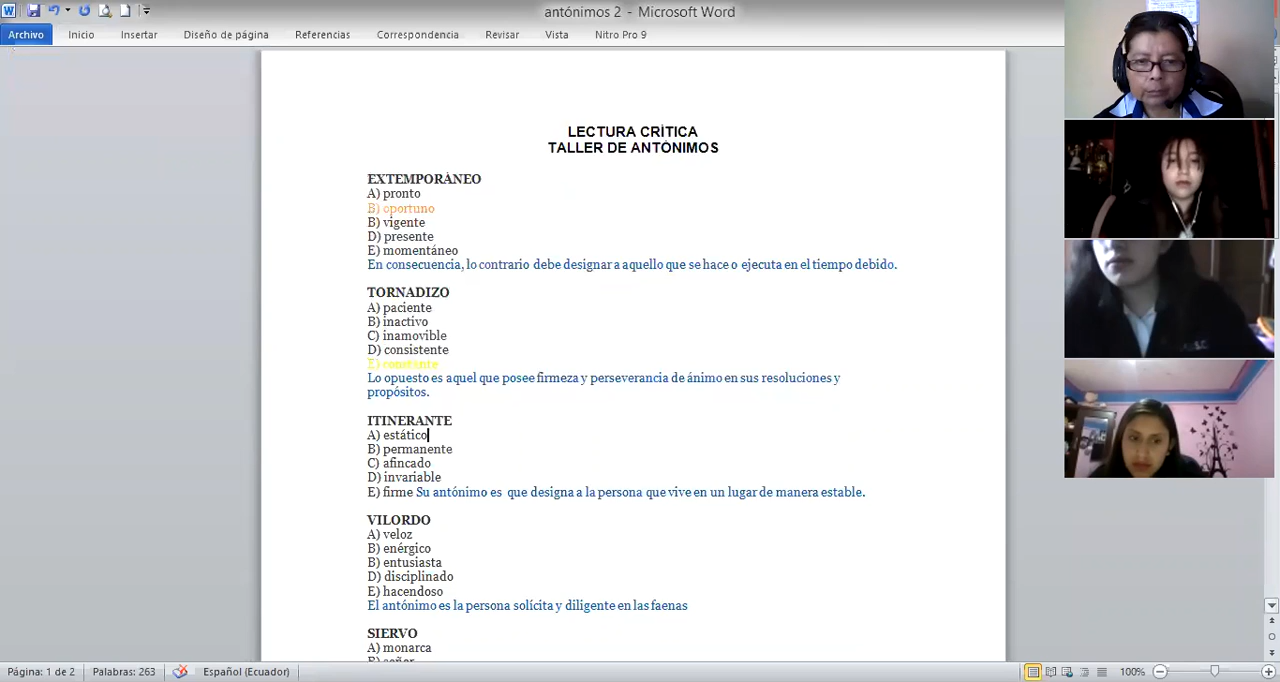 antónimos 2 - Microsoft Word
Archivo Inicio Insertar Diseño de página Referencias Correspondencia Revisar Vista Nitro Pro 9
LECTURA CRÍTICA
TALLER DE ANTÓNIMOS
EXTEMPORÁNEO
A) pronto
B) oportuno
B) vigente
D) presente
E) momentáneo
En consecuencia, lo contrario debe designar a aquello que se hace o ejecuta en el tiempo debido.
TORNADIZO
A) paciente
B) inactivo
C) inamovible
D) consistente
E) constante
Lo opuesto es aquel que posee firmeza y perseverancia de ánimo en sus resoluciones y
propósitos.
ITINERANTE
A) estático
B) permanente
C) afincado
D) invariable
E) firme Su antónimo es que designa a la persona que vive en un lugar de manera estable.
VILORDO
A) veloz
B) enérgico
B) entusiasta
D) disciplinado
E) hacendoso
El antónimo es la persona solícita y diligente en las faenas
SIERVO
A) monarca
B) señor
Página: 1 de 2 Palabras: 263 Español (Ecuador) 100%